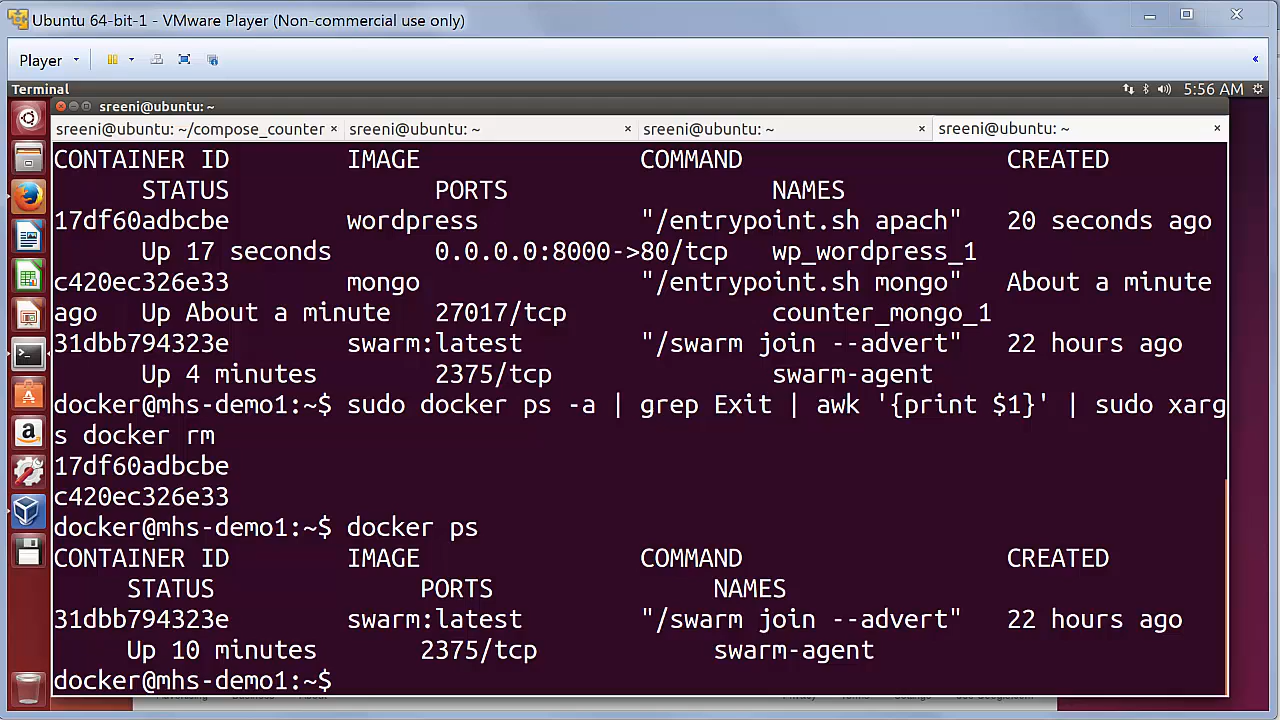 Ubuntu 64-bit-1 - VMware Player (Non-commercial use only)
Player
«
Terminal
5:56 AM
sreeni@ubuntu: ~
sreeni@ubuntu: ~/compose_counter × sreeni@ubuntu: ~ × sreeni@ubuntu: ~ × sreeni@ubuntu: ~ ×
CONTAINER ID IMAGE COMMAND CREATED
STATUS PORTS NAMES
17df60adbcbe wordpress "/entrypoint.sh apach" 20 seconds ago
Up 17 seconds 0.0.0.0:8000->80/tcp wp_wordpress_1
c420ec326e33 mongo "/entrypoint.sh mongo" About a minute
ago Up About a minute 27017/tcp counter_mongo_1
31dbb794323e swarm:latest "/swarm join --advert" 22 hours ago
Up 4 minutes 2375/tcp swarm-agent
docker@mhs-demo1:~$ sudo docker ps -a | grep Exit | awk '{print $1}' | sudo xarg
s docker rm
17df60adbcbe
c420ec326e33
docker@mhs-demo1:~$ docker ps
CONTAINER ID IMAGE COMMAND CREATED
STATUS PORTS NAMES
31dbb794323e swarm:latest "/swarm join --advert" 22 hours ago
Up 10 minutes 2375/tcp swarm-agent
docker@mhs-demo1:~$